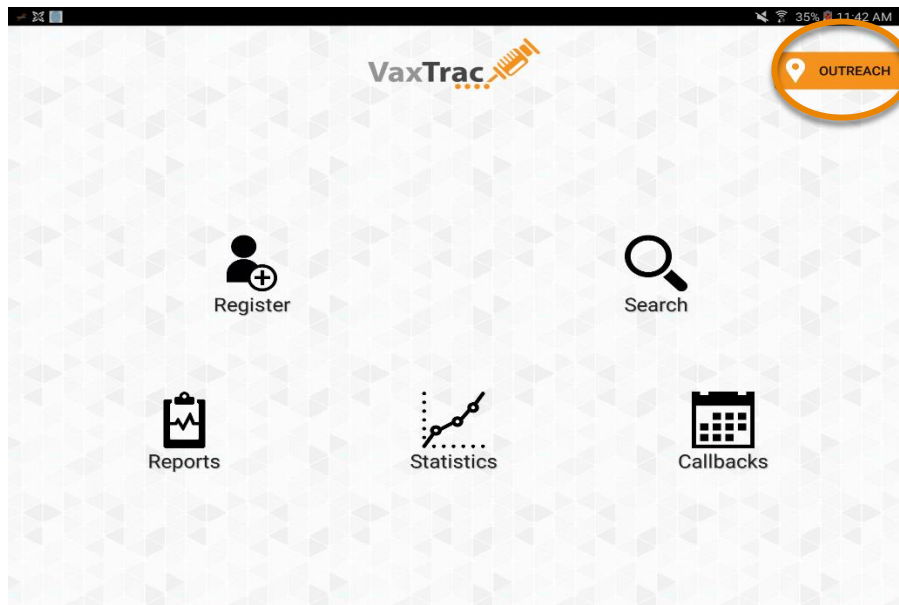 35% 11:42 AM
VaxTrac
OUTREACH
Register
Search
Reports
Statistics
Callbacks